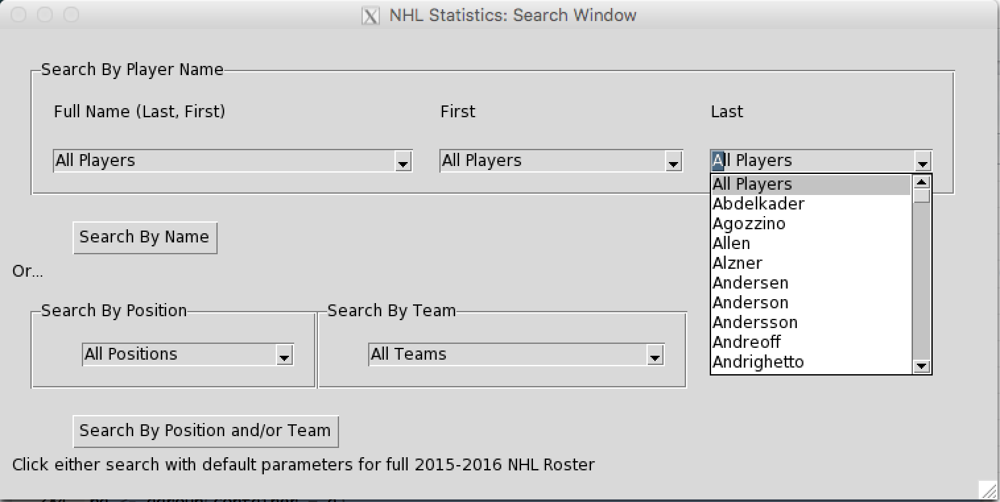 NHL Statistics: Search Window
Search By Player Name
Full Name (Last, First) First Last
All Players All Players All Players
All Players
Abdelkader
Agozzino
Allen
Alzner
Andersen
Anderson
Andersson
Andreoff
Andrighetto
Search By Name
Or...
Search By Position Search By Team
All Positions All Teams
Search By Position and/or Team
Click either search with default parameters for full 2015-2016 NHL Roster